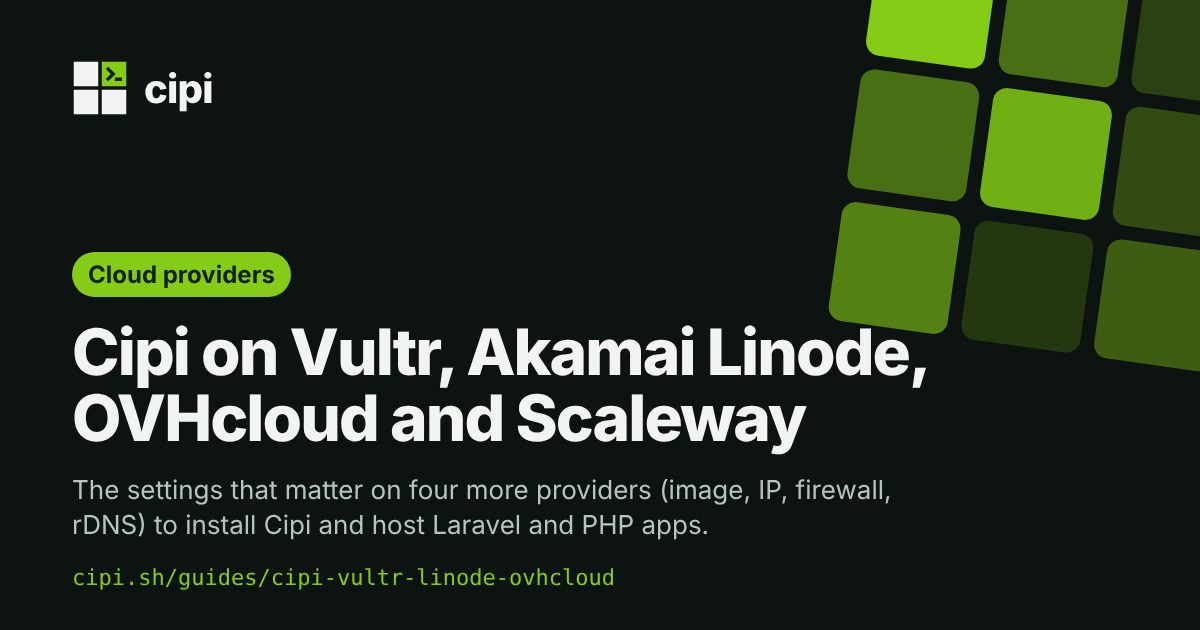 cipi
Cloud providers
Cipi on Vultr, Akamai Linode,
OVHcloud and Scaleway
The settings that matter on four more providers (image, IP, firewall,
rDNS) to install Cipi and host Laravel and PHP apps.
cipi.sh/guides/cipi-vultr-linode-ovhcloud